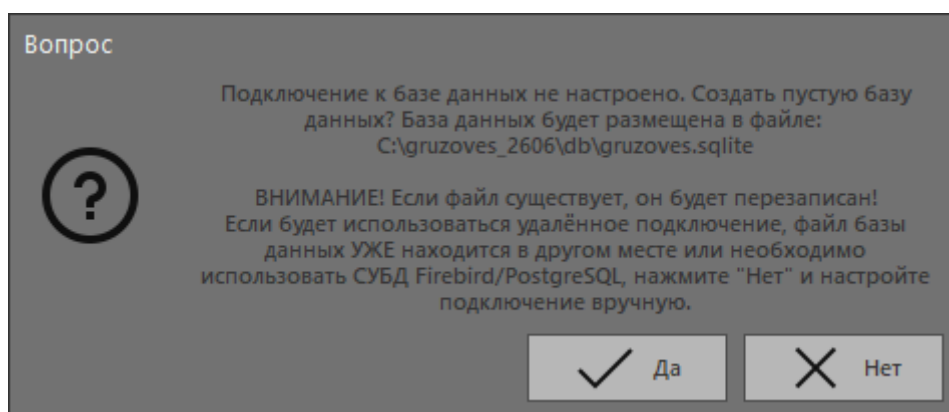 Вопрос
Подключение к базе данных не настроено. Создать пустую базу
данных? База данных будет размещена в файле:
C:\gruzoves_2606\db\gruzoves.sqlite
ВНИМАНИЕ! Если файл существует, он будет перезаписан!
Если будет использоваться удалённое подключение, файл базы
данных УЖЕ находится в другом месте или необходимо
использовать СУБД Firebird/PostgreSQL, нажмите "Нет" и настройте
подключение вручную.
Да
Нет